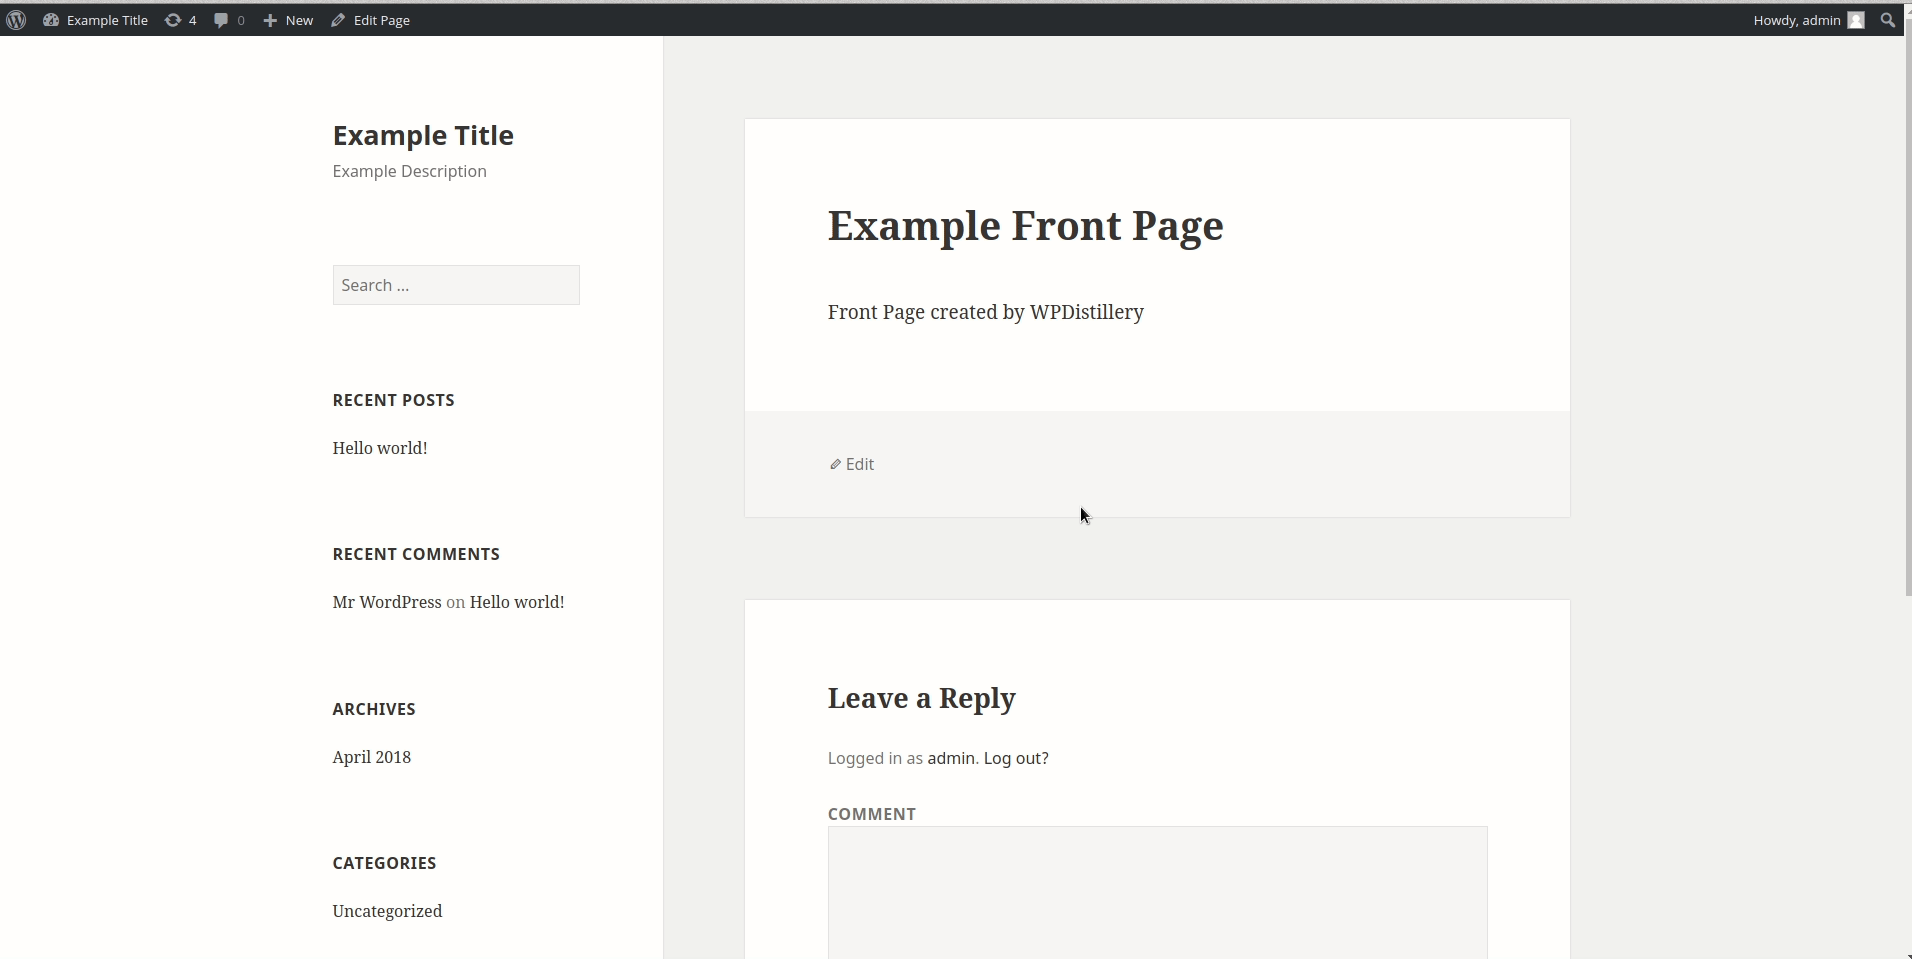 Example Title 4 0 New Edit Page Howdy, admin
Example Title
Example Description
Search ...
RECENT POSTS
Hello world!
RECENT COMMENTS
Mr WordPress on Hello world!
ARCHIVES
April 2018
CATEGORIES
Uncategorized
Example Front Page
Front Page created by WPDistillery
Edit
Leave a Reply
Logged in as admin. Log out?
COMMENT